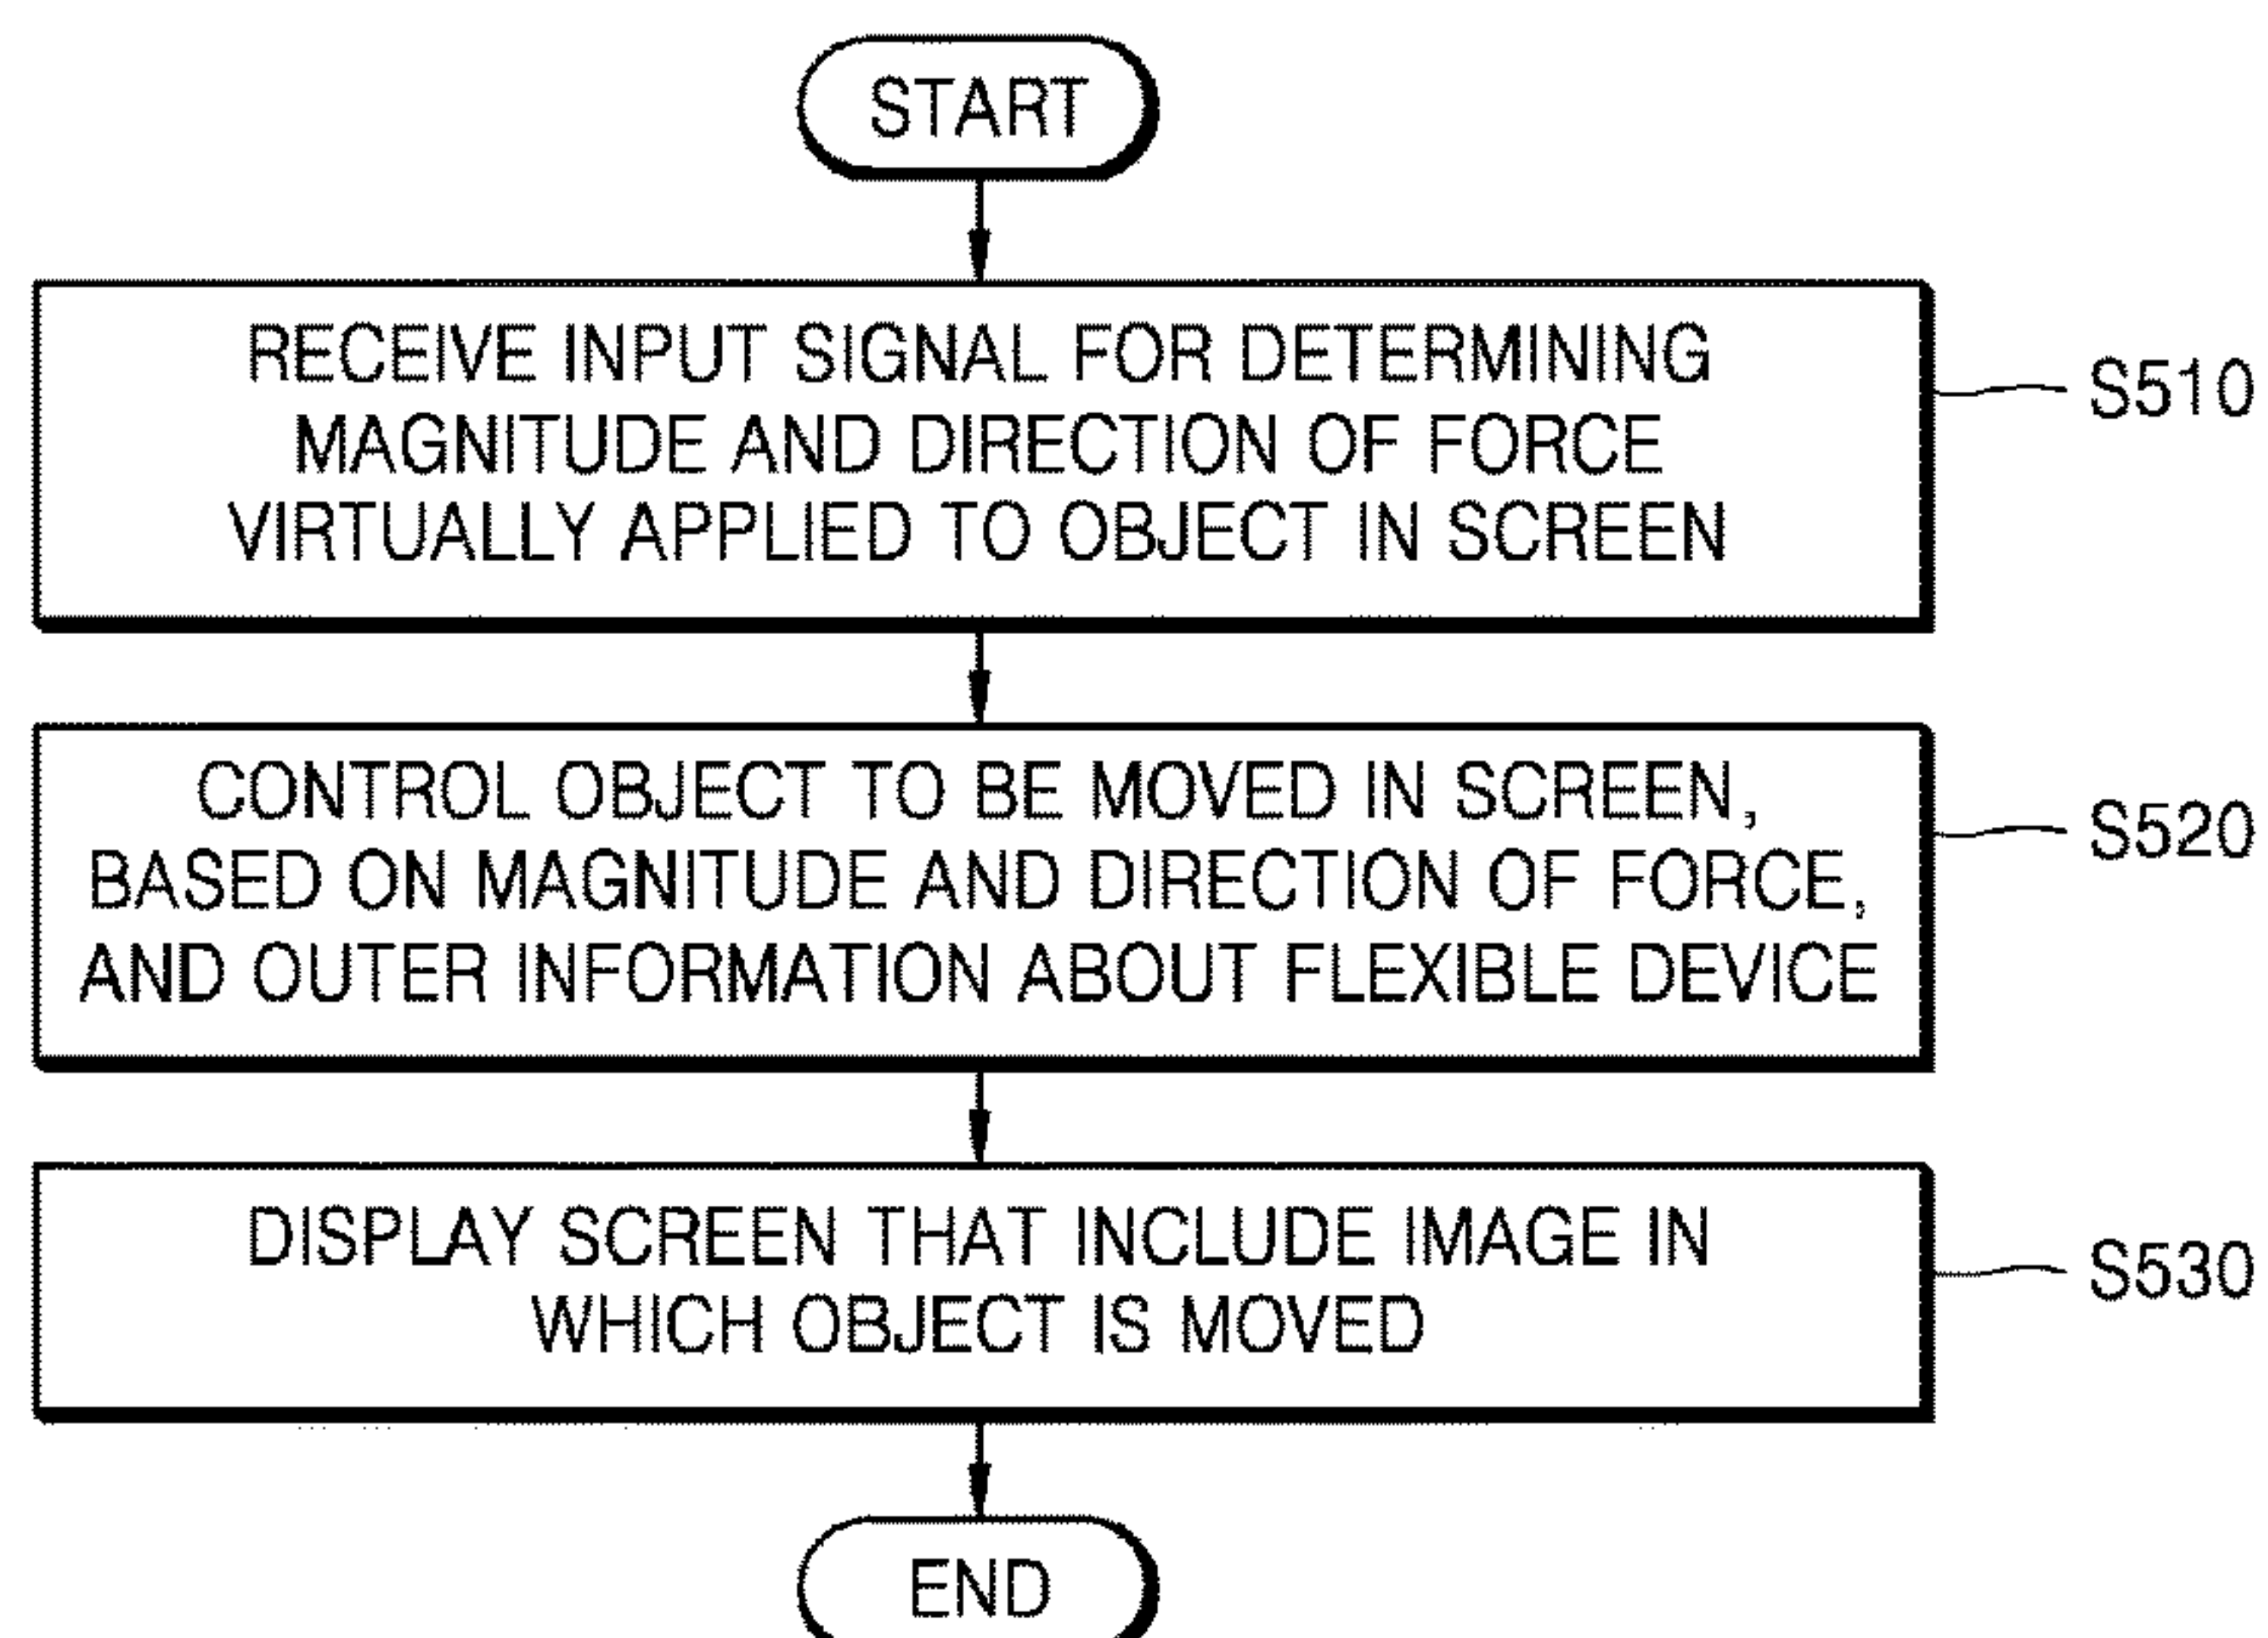 START
RECEIVE INPUT SIGNAL FOR DETERMINING
MAGNITUDE AND DIRECTION OF FORCE
VIRTUALLY APPLIED TO OBJECT IN SCREEN
S510
CONTROL OBJECT TO BE MOVED IN SCREEN,
BASED ON MAGNITUDE AND DIRECTION OF FORCE,
AND OUTER INFORMATION ABOUT FLEXIBLE DEVICE
S520
DISPLAY SCREEN THAT INCLUDE IMAGE IN
WHICH OBJECT IS MOVED
S530
END